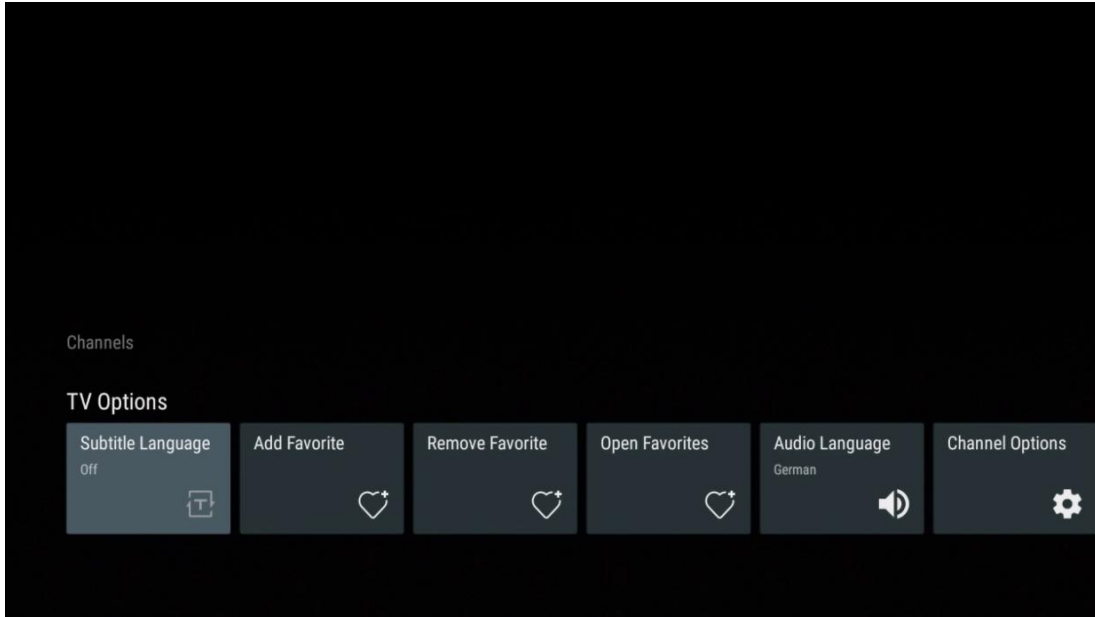 Channels
TV Options
Subtitle Language
Off
Add Favorite
Remove Favorite
Open Favorites
Audio Language
German
Channel Options